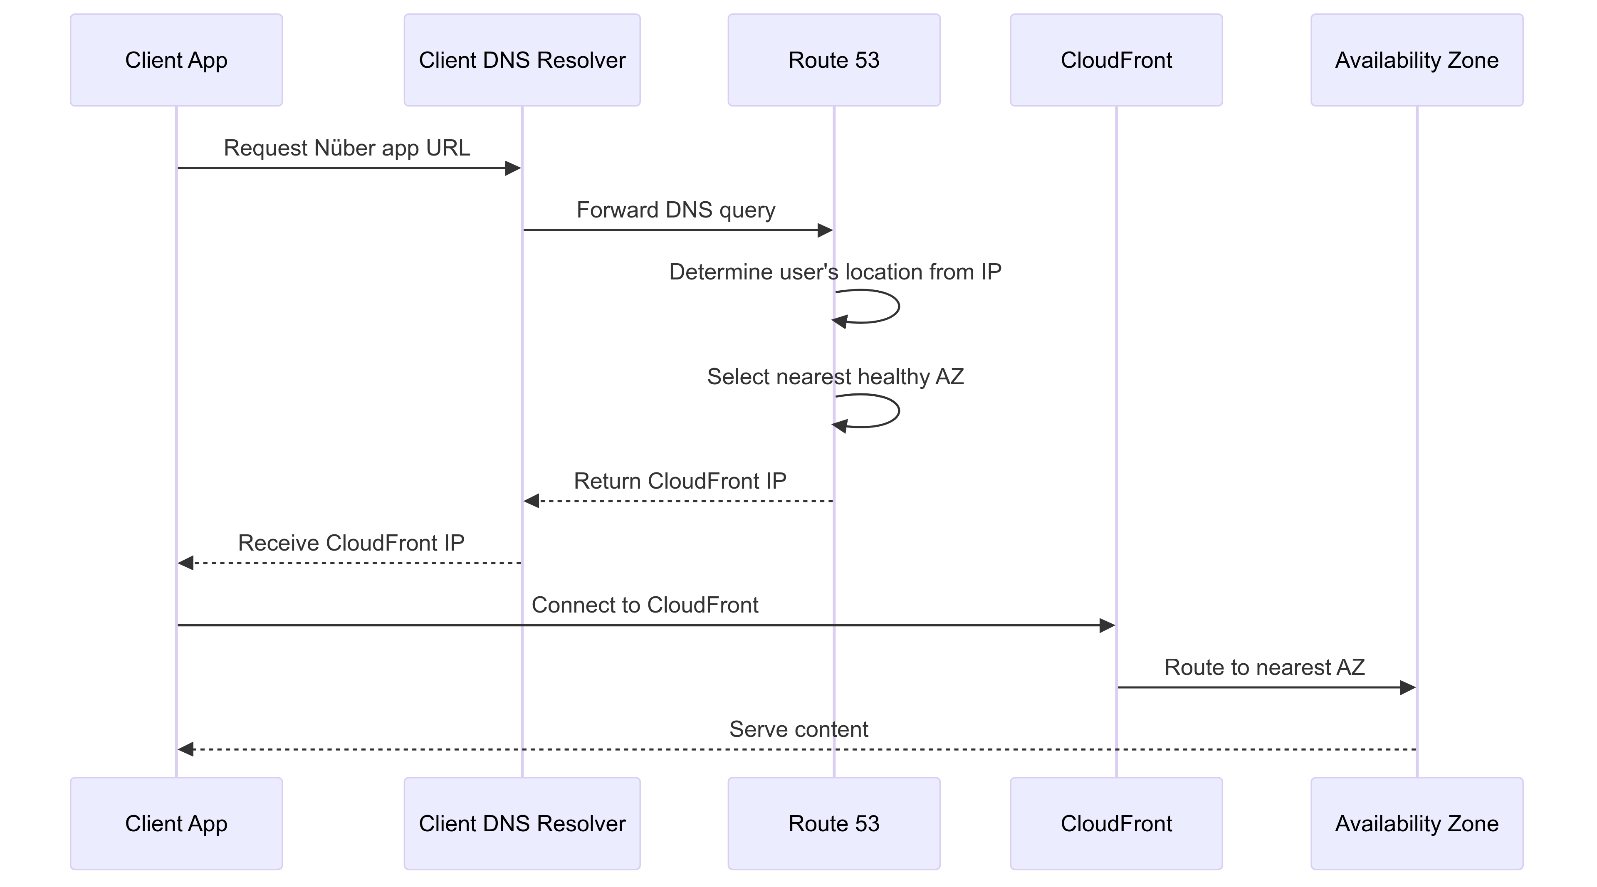 Client App
Client DNS Resolver
Route 53
CloudFront
Availability Zone
Request Nüber app URL
Forward DNS query
Determine user's location from IP
Select nearest healthy AZ
Return CloudFront IP
Receive CloudFront IP
Connect to CloudFront
Route to nearest AZ
Serve content
Client App
Client DNS Resolver
Route 53
CloudFront
Availability Zone